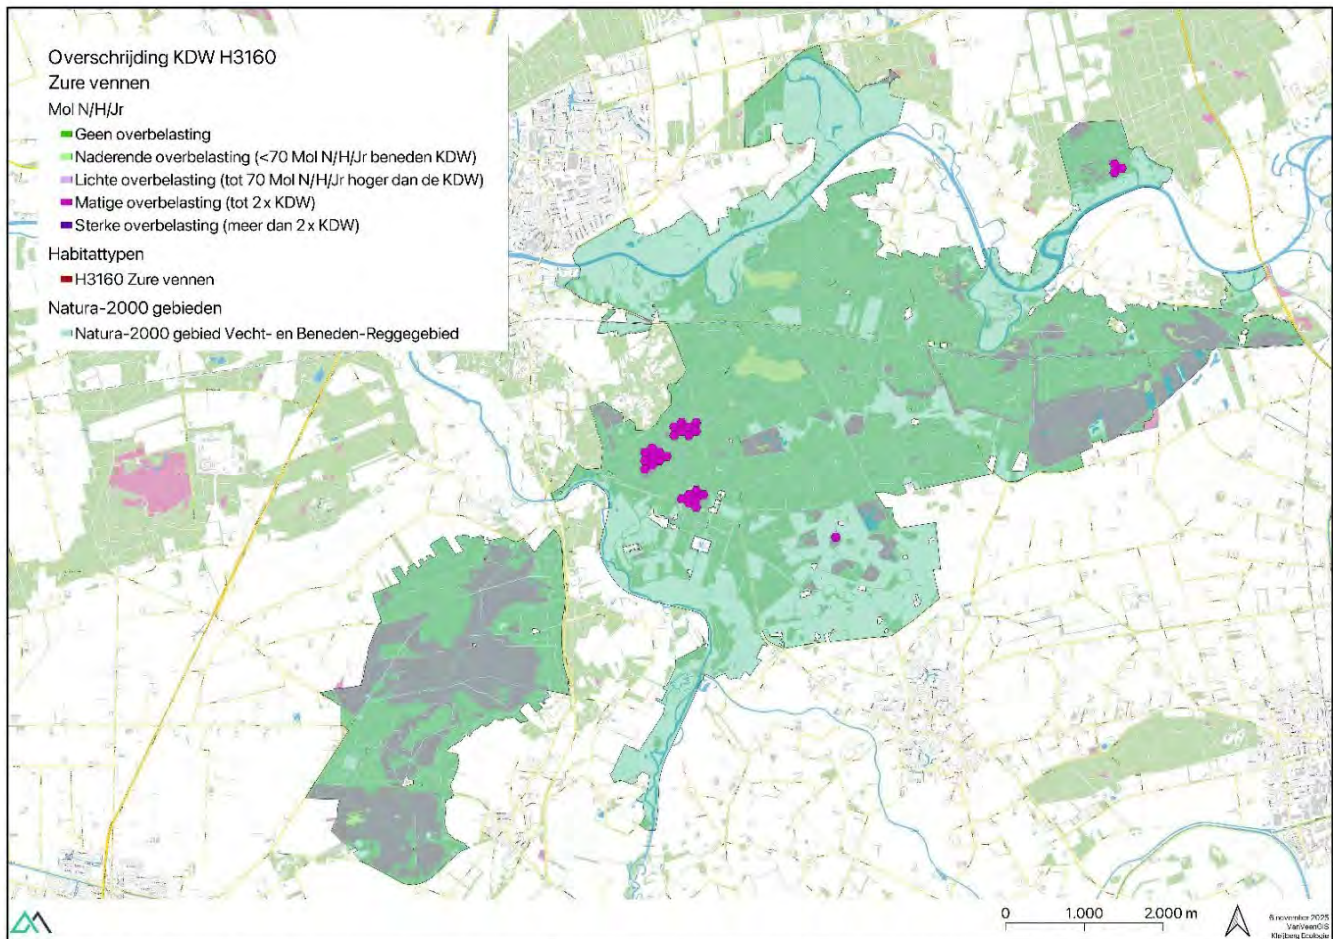 Overschrijding KDW H3160
Zure vennen
Mol N/H/Jr
Geen overbelasting
Naderende overbelasting (<70 Mol N/H/Jr beneden KDW)
Lichte overbelasting (tot 70 Mol N/H/Jr hoger dan de KDW)
Matige overbelasting (tot 2 x KDW)
Sterke overbelasting (meer dan 2 x KDW)
Habitattypen
H3160 Zure vennen
Natura-2000 gebieden
Natura-2000 gebied Vecht- en Beneden-Reggegebied
0 1.000 2.000 m
6 november 2025
VanVeenGIS
Kleijberg Ecologie